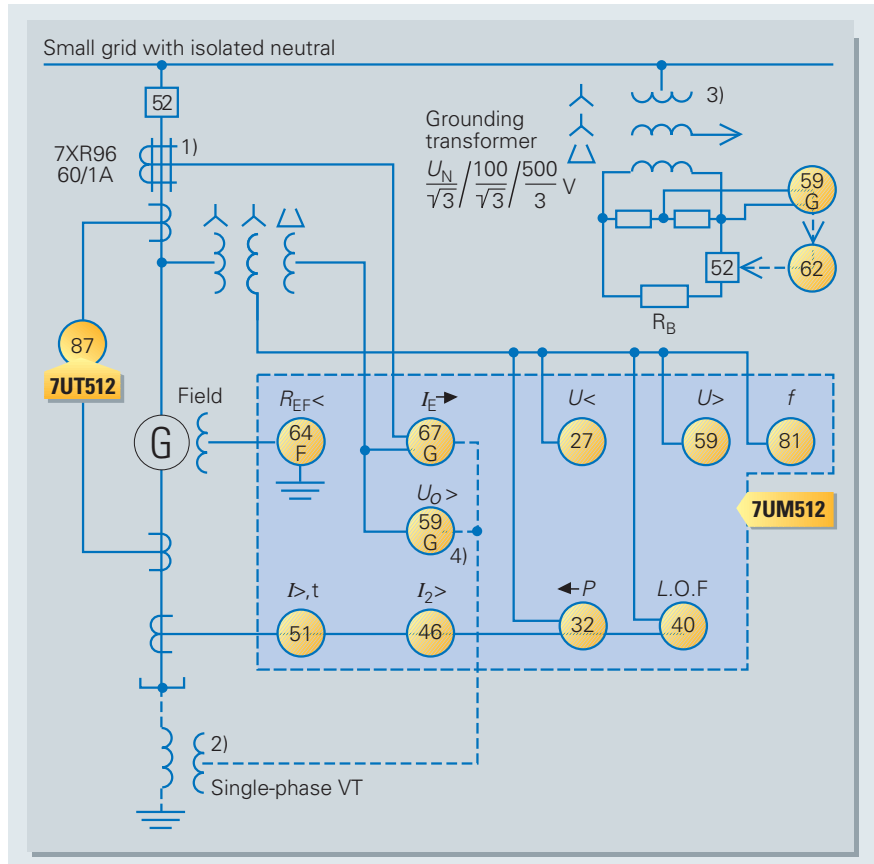 Small grid with isolated neutral
52
7XR96
60/1A
1)
Grounding
transformer
U_N/√3 / 100/√3 / 500/3 V
3)
59
G
52
62
R_B
87
7UT512
Field
G
R_EF<
64
F
I_E
67
G
U_O >
59
G
4)
U<
27
U>
59
f
81
7UM512
I>,t
51
I_2>
46
P
32
L.O.F
40
2)
Single-phase VT